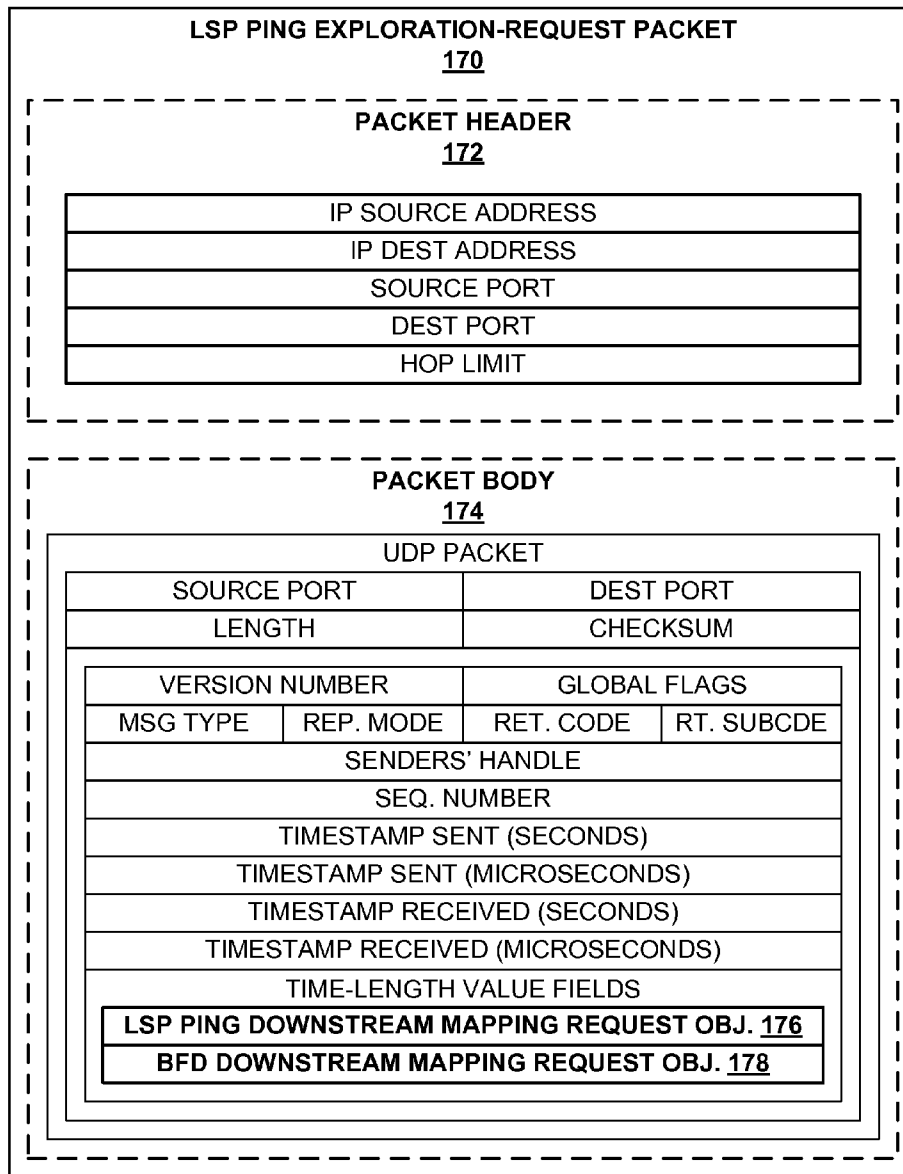 LSP PING EXPLORATION-REQUEST PACKET
170
PACKET HEADER
172
IP SOURCE ADDRESS
IP DEST ADDRESS
SOURCE PORT
DEST PORT
HOP LIMIT
PACKET BODY
174
UDP PACKET
SOURCE PORT DEST PORT
LENGTH CHECKSUM
VERSION NUMBER GLOBAL FLAGS
MSG TYPE REP. MODE RET. CODE RT. SUBCDE
SENDERS' HANDLE
SEQ. NUMBER
TIMESTAMP SENT (SECONDS)
TIMESTAMP SENT (MICROSECONDS)
TIMESTAMP RECEIVED (SECONDS)
TIMESTAMP RECEIVED (MICROSECONDS)
TIME-LENGTH VALUE FIELDS
LSP PING DOWNSTREAM MAPPING REQUEST OBJ. 176
BFD DOWNSTREAM MAPPING REQUEST OBJ. 178